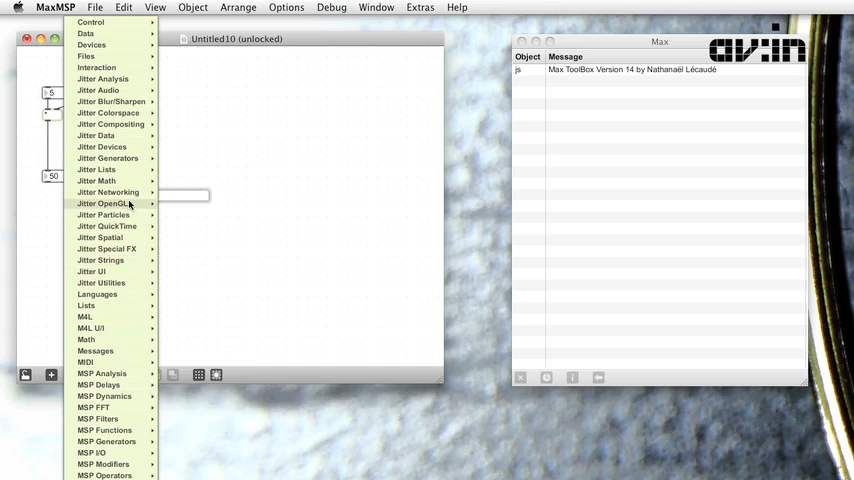 MaxMSP File Edit View Object Arrange Options Debug Window Extras Help
Untitled10 (unlocked)
5
50
Control
Data
Devices
Files
Interaction
Jitter Analysis
Jitter Audio
Jitter Blur/Sharpen
Jitter Colorspace
Jitter Compositing
Jitter Data
Jitter Devices
Jitter Generators
Jitter Lists
Jitter Math
Jitter Networking
Jitter OpenGL
Jitter Particles
Jitter QuickTime
Jitter Spatial
Jitter Special FX
Jitter Strings
Jitter UI
Jitter Utilities
Languages
Lists
M4L
M4L U/I
Math
Messages
MIDI
MSP Analysis
MSP Delays
MSP Dynamics
MSP FFT
MSP Filters
MSP Functions
MSP Generators
MSP I/O
MSP Modifiers
MSP Operators
Max
av:in
Object Message
js Max ToolBox Version 14 by Nathanaël Lécaudé